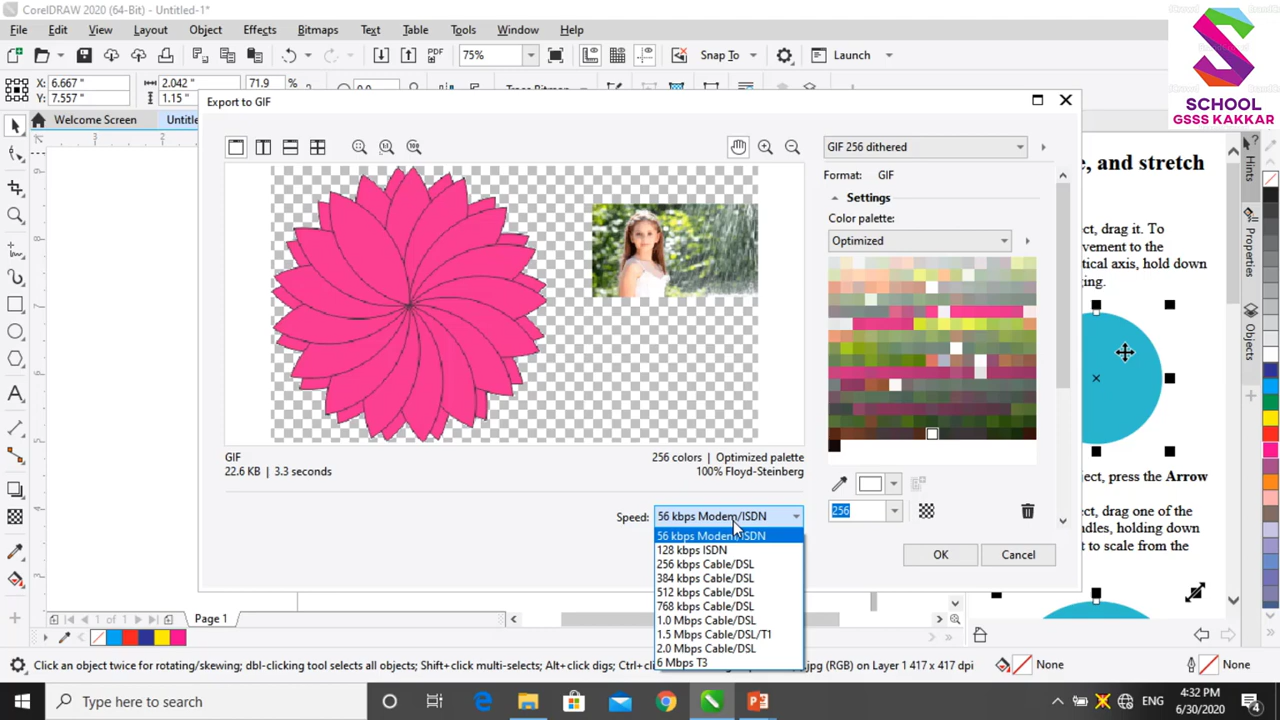 CorelDRAW 2020 (64-Bit) - Untitled-1*
File Edit View Layout Object Effects Bitmaps Text Table Tools Window Help
PDF 75% Snap To Launch
X: 6.667 " 2.042 " 71.9 %
Y: 7.557 " 1.15 "
SCHOOL
GSSS KAKKAR
Welcome Screen Untitle
Export to GIF
GIF 256 dithered
Format: GIF
Settings
Color palette:
Optimized
e, and stretch
ect, drag it. To
vement to the
tical axis, hold down
ging.
Hints
Properties
Objects
GIF 256 colors | Optimized palette
22.6 KB | 3.3 seconds 100% Floyd-Steinberg
256
Speed: 56 kbps Modem/ISDN
56 kbps Modem/ISDN
128 kbps ISDN
256 kbps Cable/DSL
384 kbps Cable/DSL
512 kbps Cable/DSL
768 kbps Cable/DSL
1.0 Mbps Cable/DSL
1.5 Mbps Cable/DSL/T1
2.0 Mbps Cable/DSL
6 Mbps T3
OK Cancel
ject, press the Arrow
ect, drag one of the
ndles, holding down
t to scale from the
Page 1
Click an object twice for rotating/skewing; dbl-clicking tool selects all objects; Shift+click multi-selects; Alt+click digs; Ctrl+c .jpg (RGB) on Layer 1 417 x 417 dpi None None
Type here to search
ENG
4:32 PM
6/30/2020
4